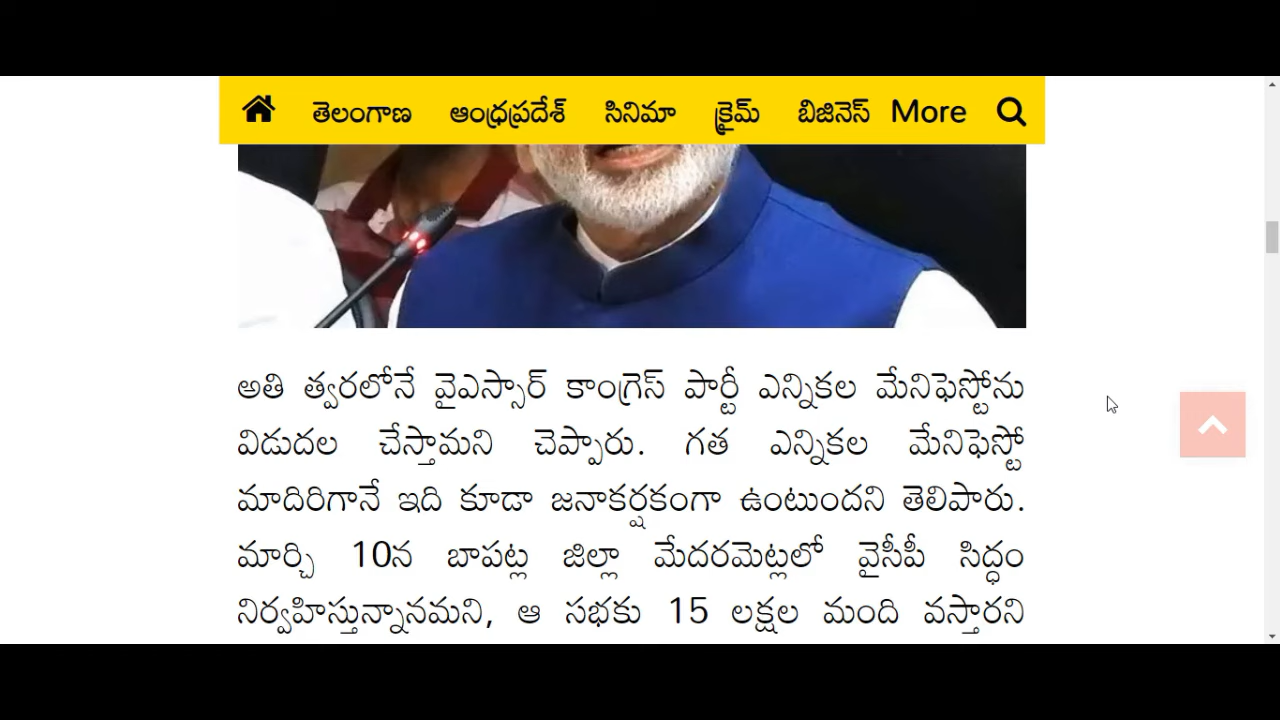 తెలంగాణ ఆంధ్రప్రదేశ్ సినిమా క్రైమ్ బిజినెస్ More
అతి త్వరలోనే వైఎస్సార్ కాంగ్రెస్ పార్టీ ఎన్నికల మేనిఫెస్టోను
విడుదల చేస్తామని చెప్పారు. గత ఎన్నికల మేనిఫెస్టో
మాదిరిగానే ఇది కూడా జనాకర్షకంగా ఉంటుందని తెలిపారు.
మార్చి 10న బాపట్ల జిల్లా మేదరమెట్లలో వైసీపీ సిద్ధం
నిర్వహిస్తున్నానమని, ఆ సభకు 15 లక్షల మంది వస్తారని